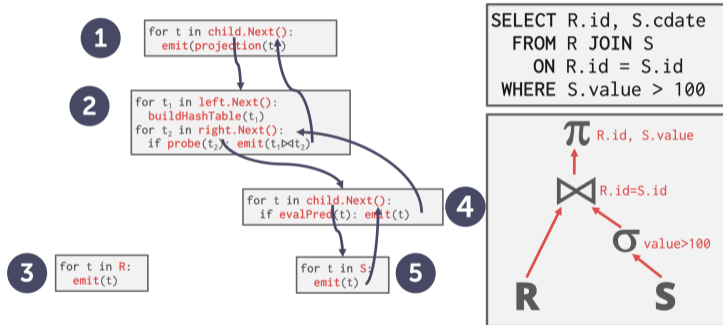 1
for t in child.Next():
emit(projection(t))
2
for t₁ in left.Next():
buildHashTable(t₁)
for t₂ in right.Next():
if probe(t₂): emit(t₁⨝t₂)
for t in child.Next():
if evalPred(t): emit(t)
4
3
for t in R:
emit(t)
for t in S:
emit(t)
5
SELECT R.id, S.cdate
FROM R JOIN S
ON R.id = S.id
WHERE S.value > 100
π R.id, S.value
⨝ R.id=S.id
σ value>100
R S